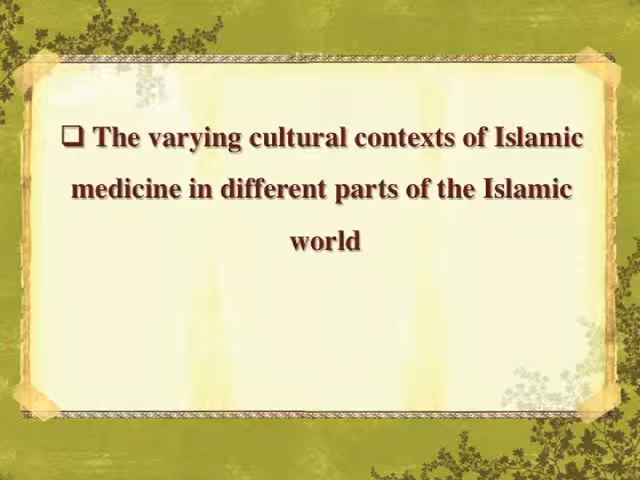 ❑ The varying cultural contexts of Islamic
medicine in different parts of the Islamic
world